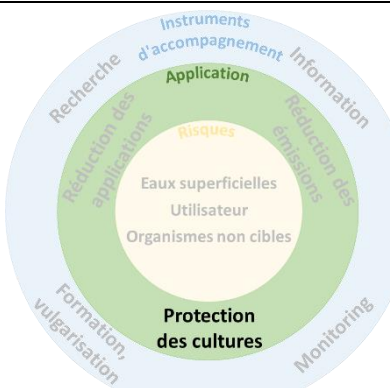 Instruments
d'accompagnement
Recherche
Information
Application
Réduction des
applications
Réduction des
émissions
Risques
Eaux superficielles
Utilisateur
Organismes non cibles
Protection
des cultures
Formation,
vulgarisation
Monitoring